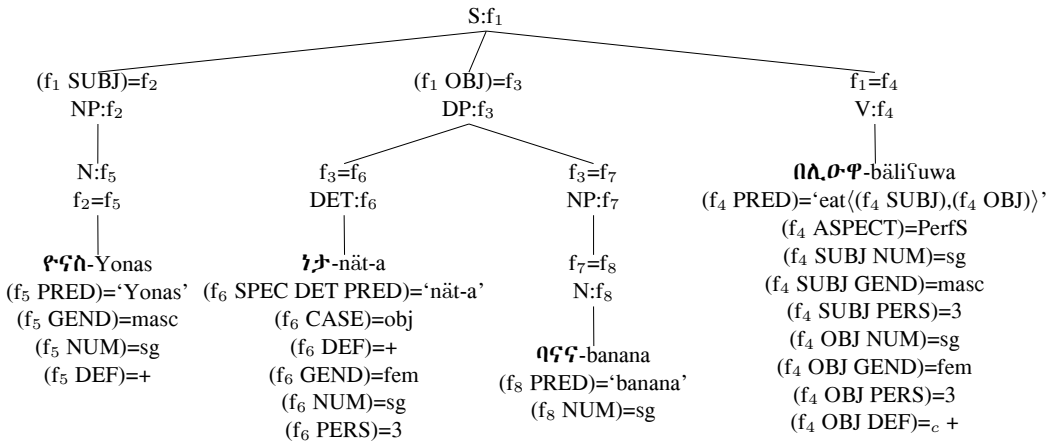 S:f₁
(f₁ SUBJ)=f₂ (f₁ OBJ)=f₃ f₁=f₄
NP:f₂ DP:f₃ V:f₄
N:f₅ f₃=f₆ f₃=f₇ በሊዑዋ-bäliʕuwa
f₂=f₅ DET:f₆ NP:f₇ (f₄ PRED)=‘eat⟨(f₄ SUBJ),(f₄ OBJ)⟩’
(f₄ ASPECT)=PerfS
ዮናስ-Yonas ነታ-nät-a f₇=f₈ (f₄ SUBJ NUM)=sg
(f₅ PRED)=‘Yonas’ (f₆ SPEC DET PRED)=‘nät-a’ N:f₈ (f₄ SUBJ GEND)=masc
(f₅ GEND)=masc (f₆ CASE)=obj (f₄ SUBJ PERS)=3
(f₅ NUM)=sg (f₆ DEF)=+ ባናና-banana (f₄ OBJ NUM)=sg
(f₅ DEF)=+ (f₆ GEND)=fem (f₈ PRED)=‘banana’ (f₄ OBJ GEND)=fem
(f₆ NUM)=sg (f₈ NUM)=sg (f₄ OBJ PERS)=3
(f₆ PERS)=3 (f₄ OBJ DEF)=c +